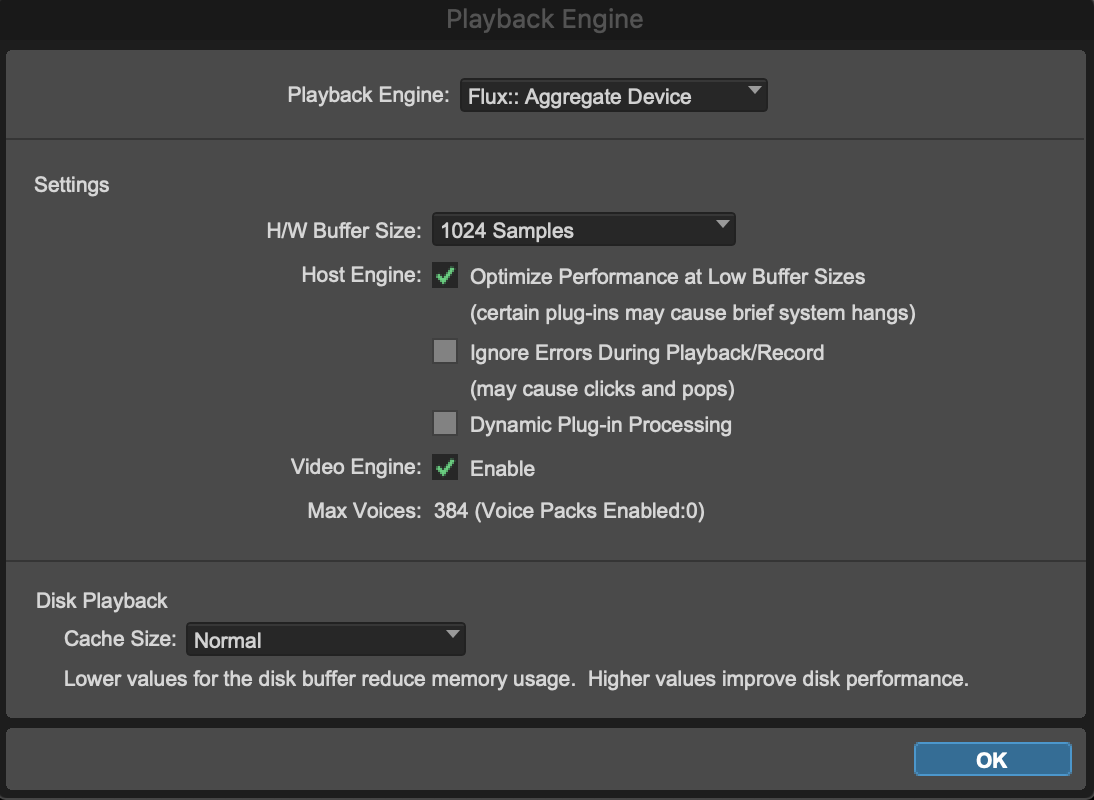 Playback Engine
Playback Engine: Flux:: Aggregate Device
Settings
H/W Buffer Size: 1024 Samples
Host Engine: Optimize Performance at Low Buffer Sizes
(certain plug-ins may cause brief system hangs)
Ignore Errors During Playback/Record
(may cause clicks and pops)
Dynamic Plug-in Processing
Video Engine: Enable
Max Voices: 384 (Voice Packs Enabled:0)
Disk Playback
Cache Size: Normal
Lower values for the disk buffer reduce memory usage.  Higher values improve disk performance.
OK